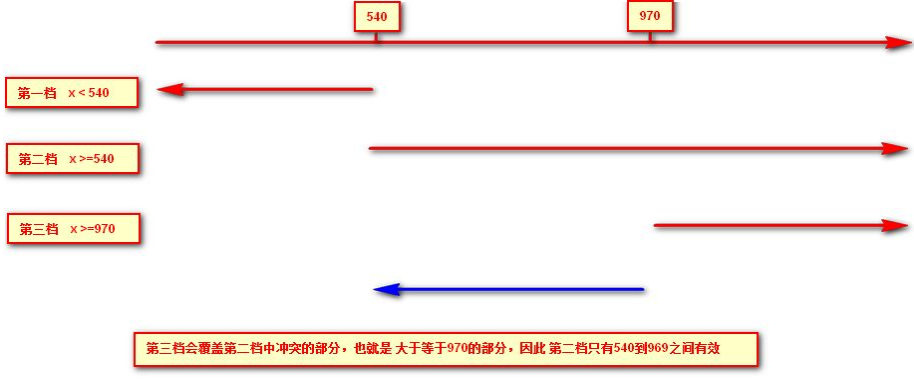 540
970
第一档 x < 540
第二档 x >=540
第三档 x >=970
第三档会覆盖第二档中冲突的部分，也就是 大于等于970的部分，因此 第二档只有540到969之间有效